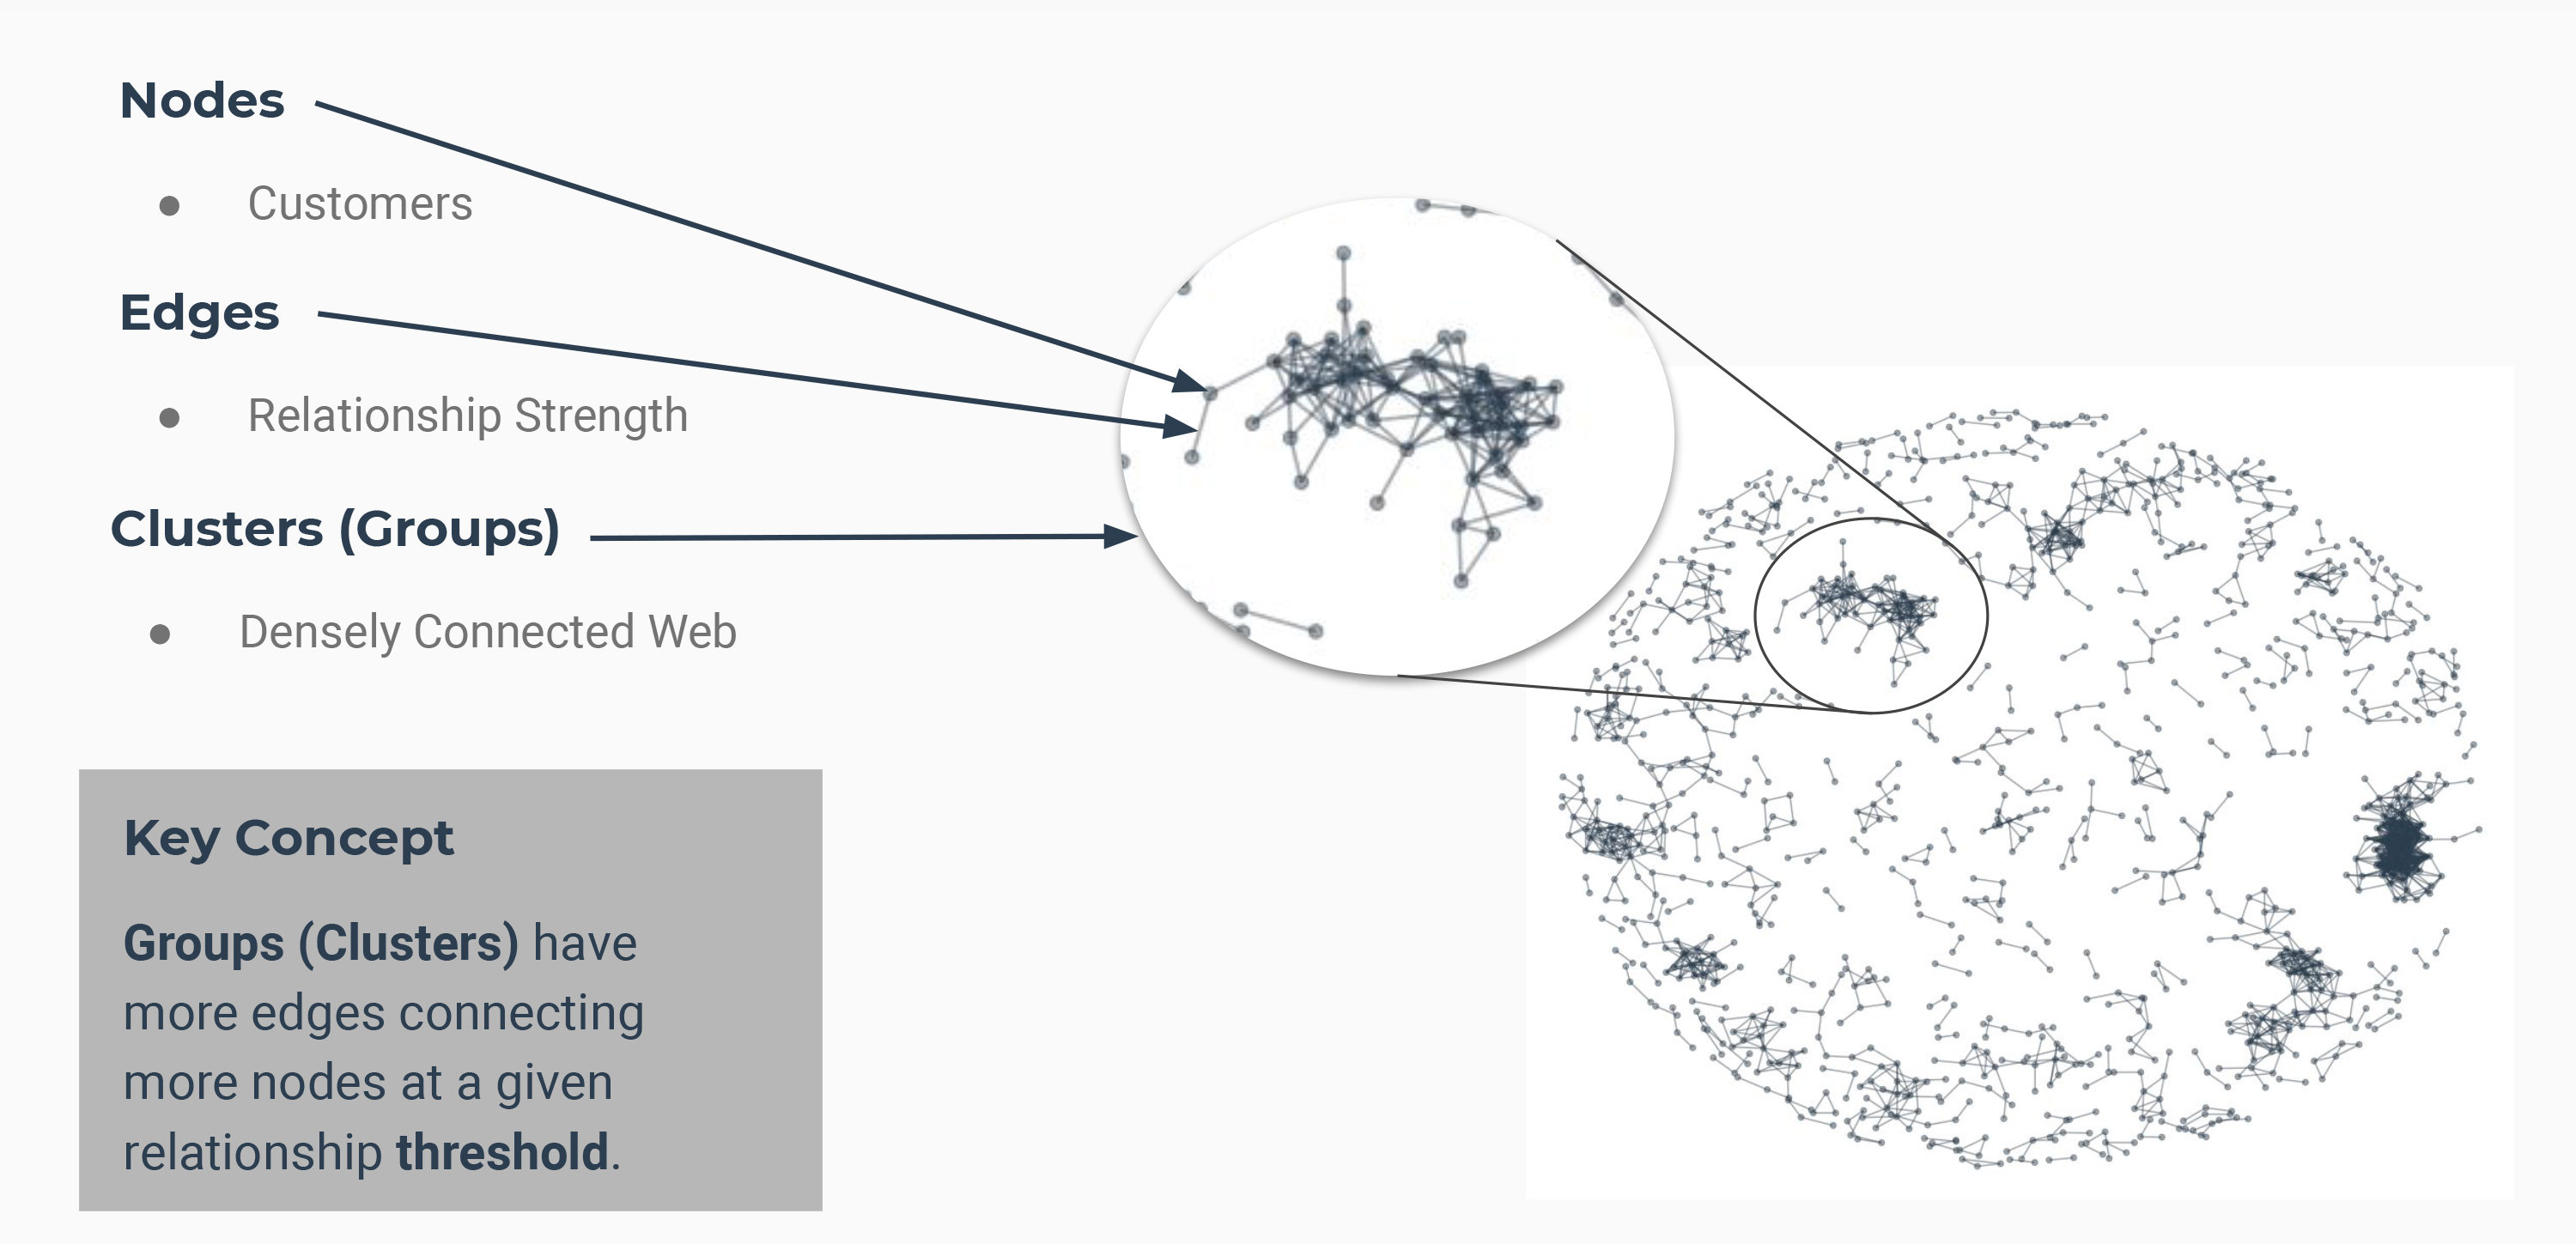 Nodes
● Customers
Edges
● Relationship Strength
Clusters (Groups)
● Densely Connected Web
Key Concept
Groups (Clusters) have
more edges connecting
more nodes at a given
relationship threshold.